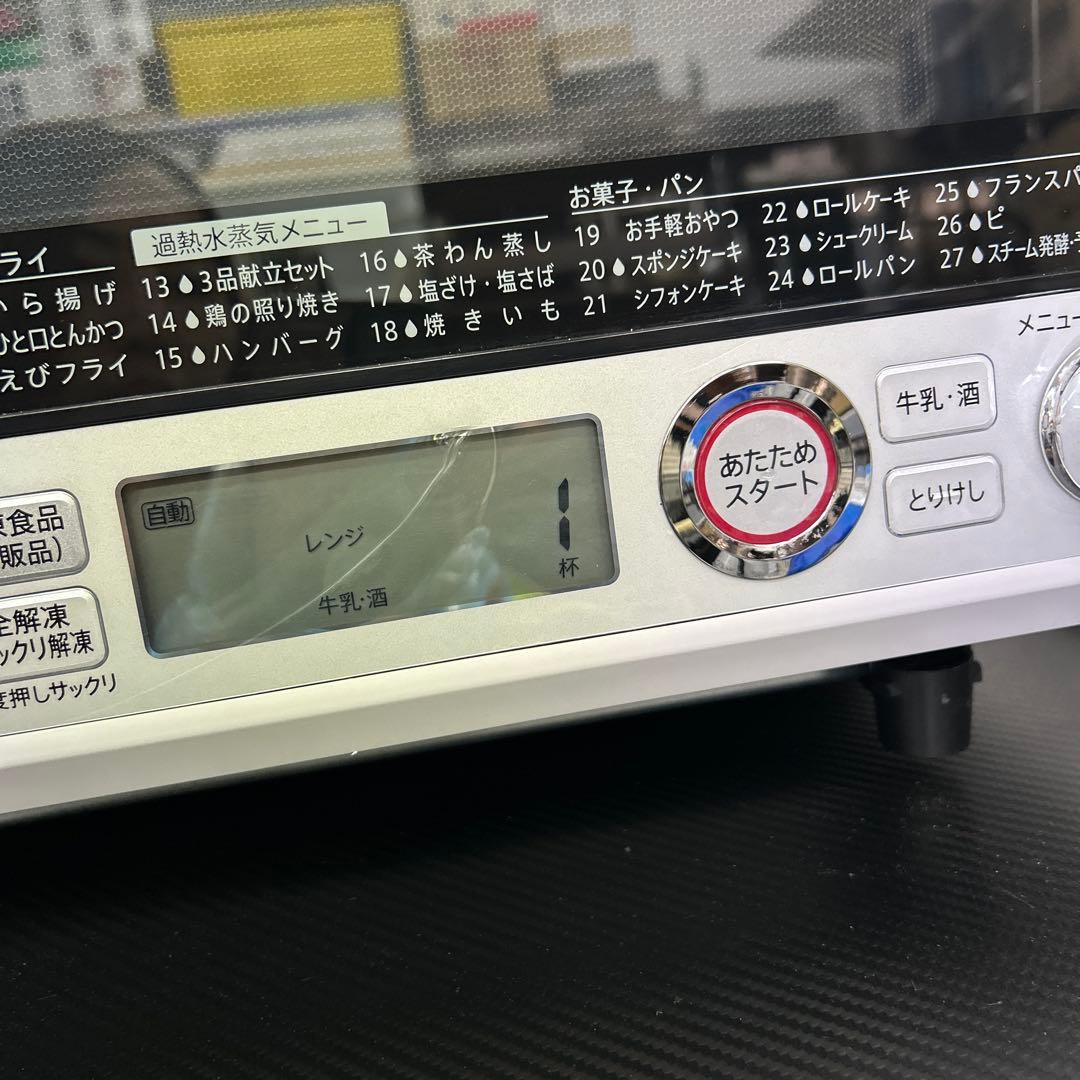 ライ
から揚げ
ひと口とんかつ
えびフライ
過熱水蒸気メニュー
13 3品献立セット
14 鶏の照り焼き
15 ハンバーグ
16 茶わん蒸し
17 塩ざけ・塩さば
18 焼きいも
お菓子・パン
19 お手軽おやつ
20 スポンジケーキ
21 シフォンケーキ
22 ロールケーキ
23 シュークリーム
24 ロールパン
25 フランスパ
26 ピ
27 スチーム発酵・予
メニュー
凍食品
販品)
全解凍
ックリ解凍
度押しサックリ
自動
レンジ
牛乳・酒
1
杯
あたため
スタート
牛乳・酒
とりけし